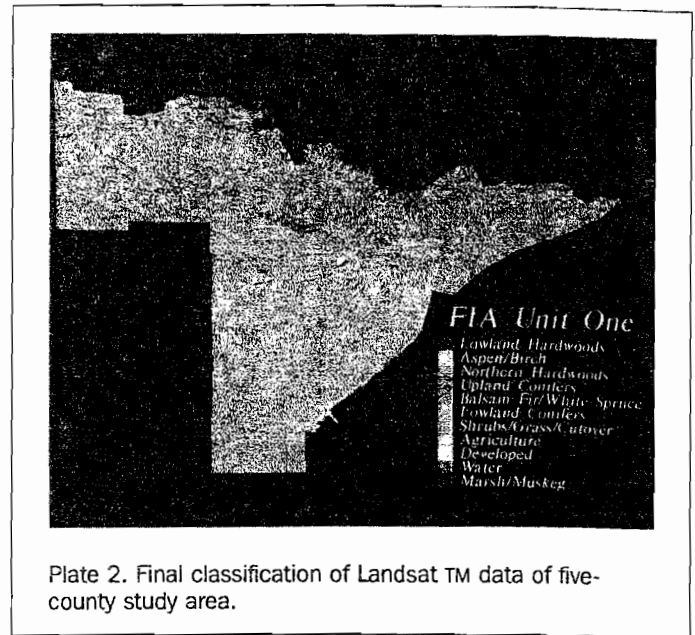 FIA Unit One
Lowland Hardwoods
Aspen/Birch
Northern Hardwoods
Upland Conifers
Balsam Fir/White Spruce
Lowland Conifers
Shrubs/Grass/Cutover
Agriculture
Developed
Water
Marsh/Muskeg
Plate 2. Final classification of Landsat TM data of five-
county study area.